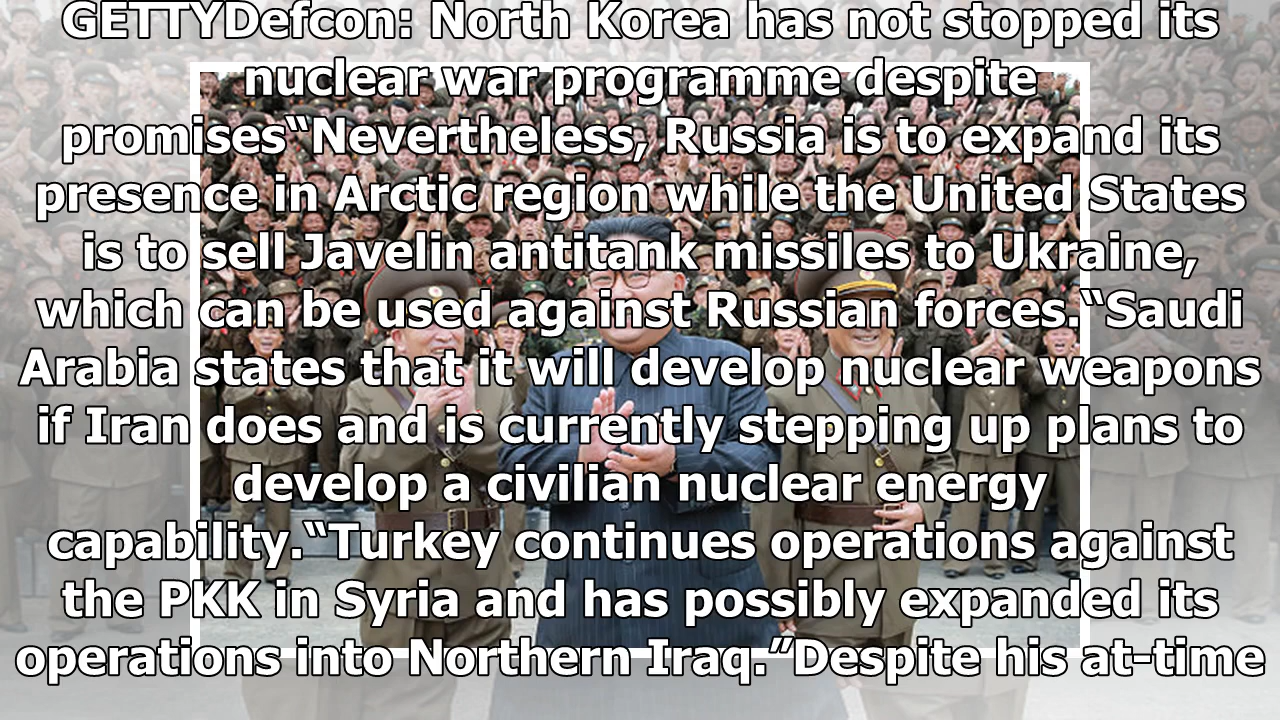 GETTYDefcon: North Korea has not stopped its
nuclear war programme despite
promises“Nevertheless, Russia is to expand its
presence in Arctic region while the United States
is to sell Javelin antitank missiles to Ukraine,
which can be used against Russian forces.“Saudi
Arabia states that it will develop nuclear weapons
if Iran does and is currently stepping up plans to
develop a civilian nuclear energy
capability.“Turkey continues operations against
the PKK in Syria and has possibly expanded its
operations into Northern Iraq.”Despite his at-time